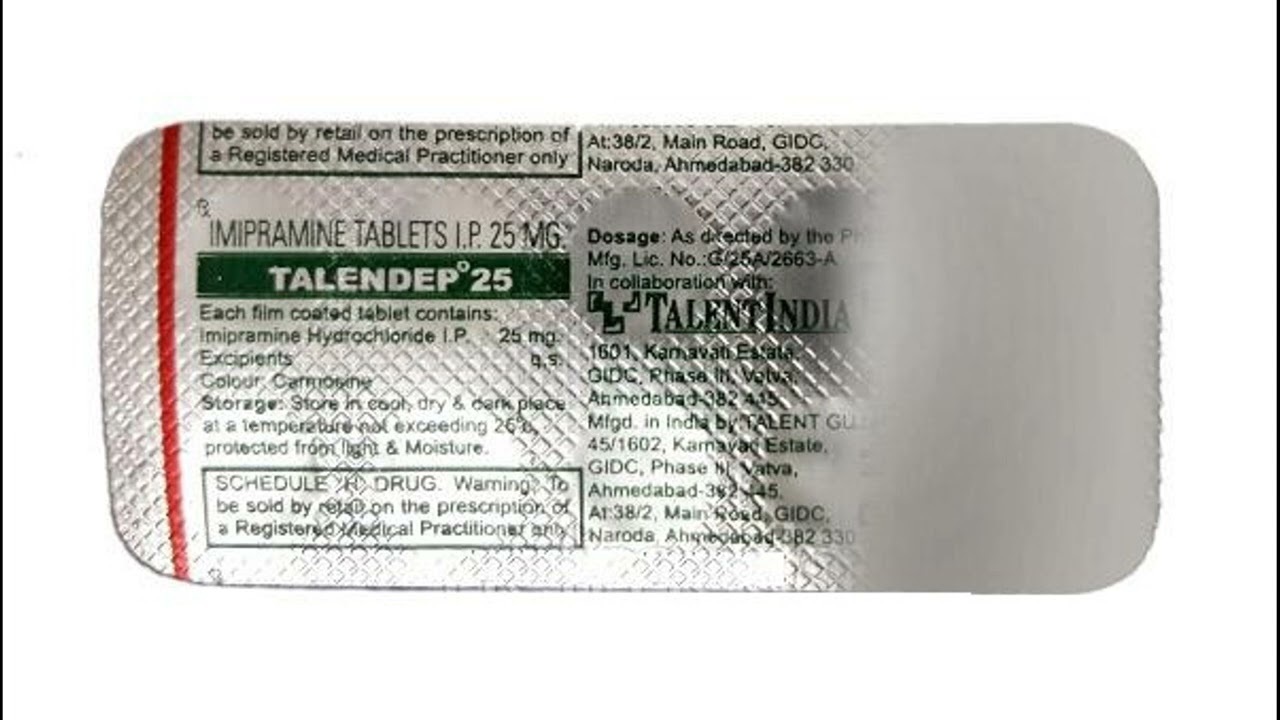 be sold by retail on the prescription of
a Registered Medical Practitioner only
At:38/2, Main Road, GIDC,
Naroda, Ahmedabad-382 330
℞
IMIPRAMINE TABLETS I.P. 25 MG.
TALENDEP° 25
Each film coated tablet contains:
Imipramine Hydrochloride I.P. 25 mg.
Excipients q.s.
Colour: Carmosine
Storage: Store in cool, dry & dark place
at a temperature not exceeding
protected from light & Moisture.
SCHEDULE H DRUG. Warning: To
be sold by retail on the prescription of
a Registered Medical Practitioner only
Dosage: As directed by the
Mfg. Lic. No.:G/25A/2663-A
In collaboration with:
TALENT INDIA
1601, Karnavati Estate,
GIDC, Phase III, Vatva,
Ahmedabad-382 445.
Mfgd. in India by TALENT
45/1602, Karnavati Estate,
GIDC, Phase III, Vatva,
Ahmedabad-382 445.
At:38/2, Main Road, GIDC,
Naroda, Ahmedabad-382 330